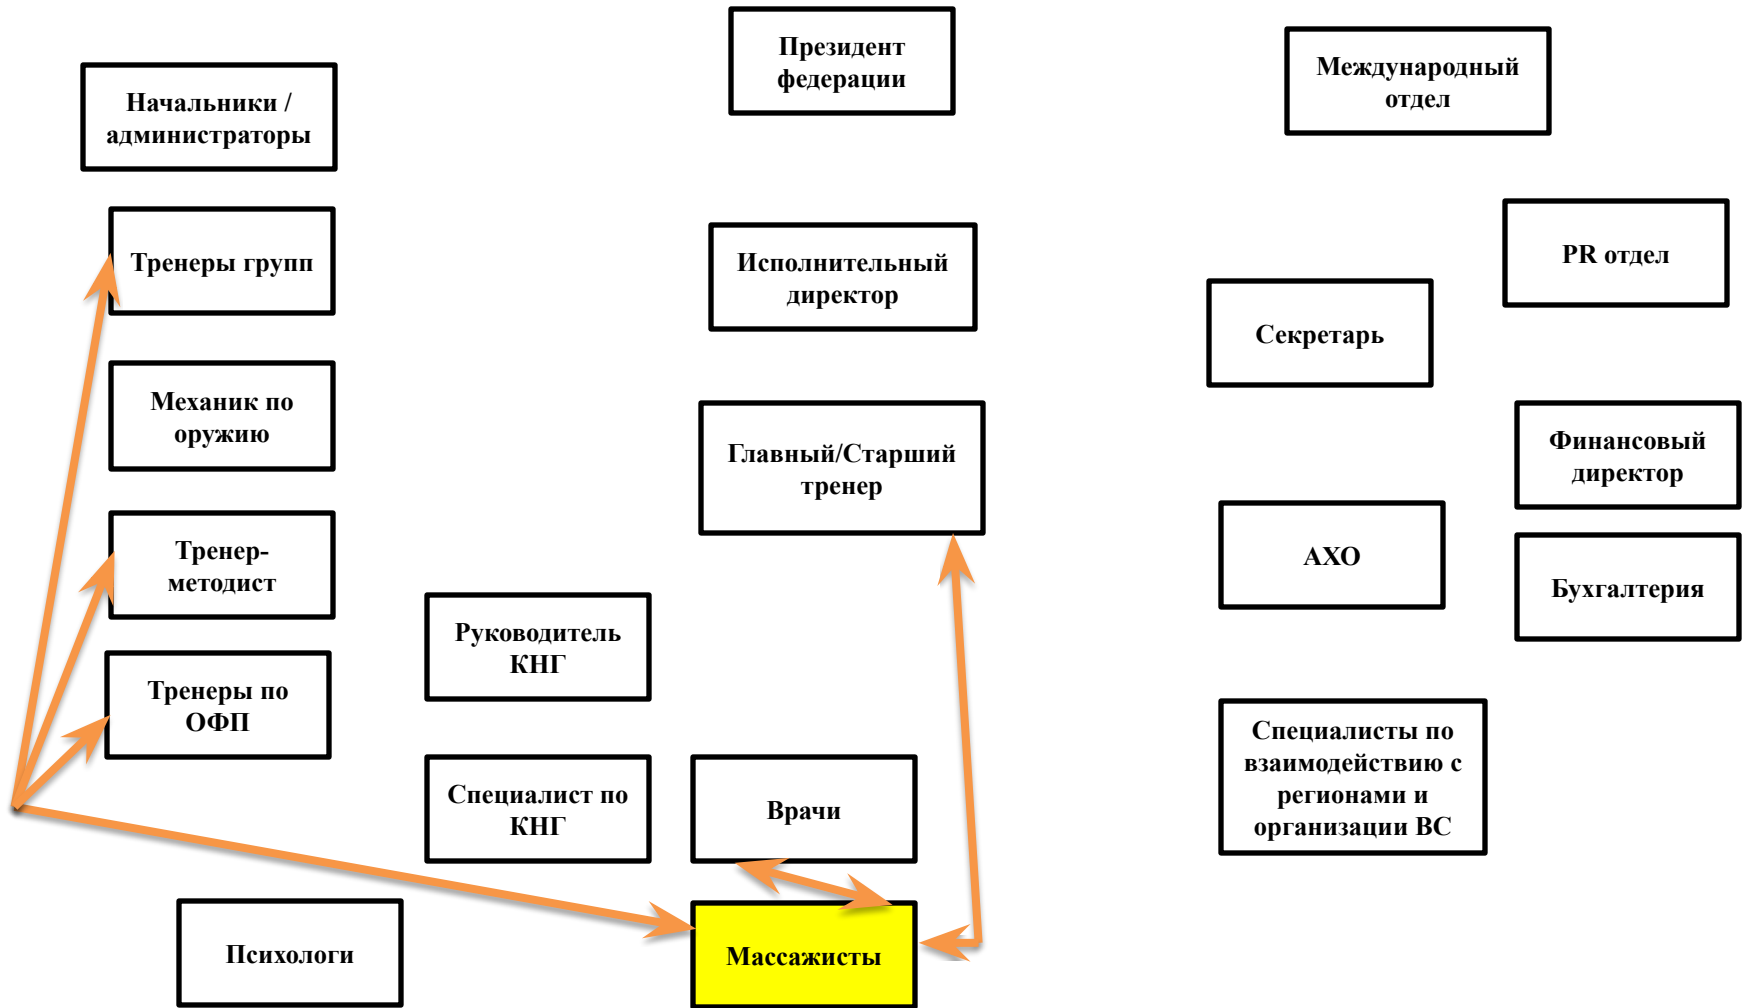 Президент
федерации
Международный
отдел
Начальники /
администраторы
Тренеры групп
Исполнительный
директор
PR отдел
Секретарь
Механик по
оружию
Главный/Старший
тренер
Финансовый
директор
Тренер-
методист
АХО
Бухгалтерия
Руководитель
КНГ
Тренеры по
ОФП
Специалист по
КНГ
Врачи
Специалисты по
взаимодействию с
регионами и
организации ВС
Психологи
Массажисты